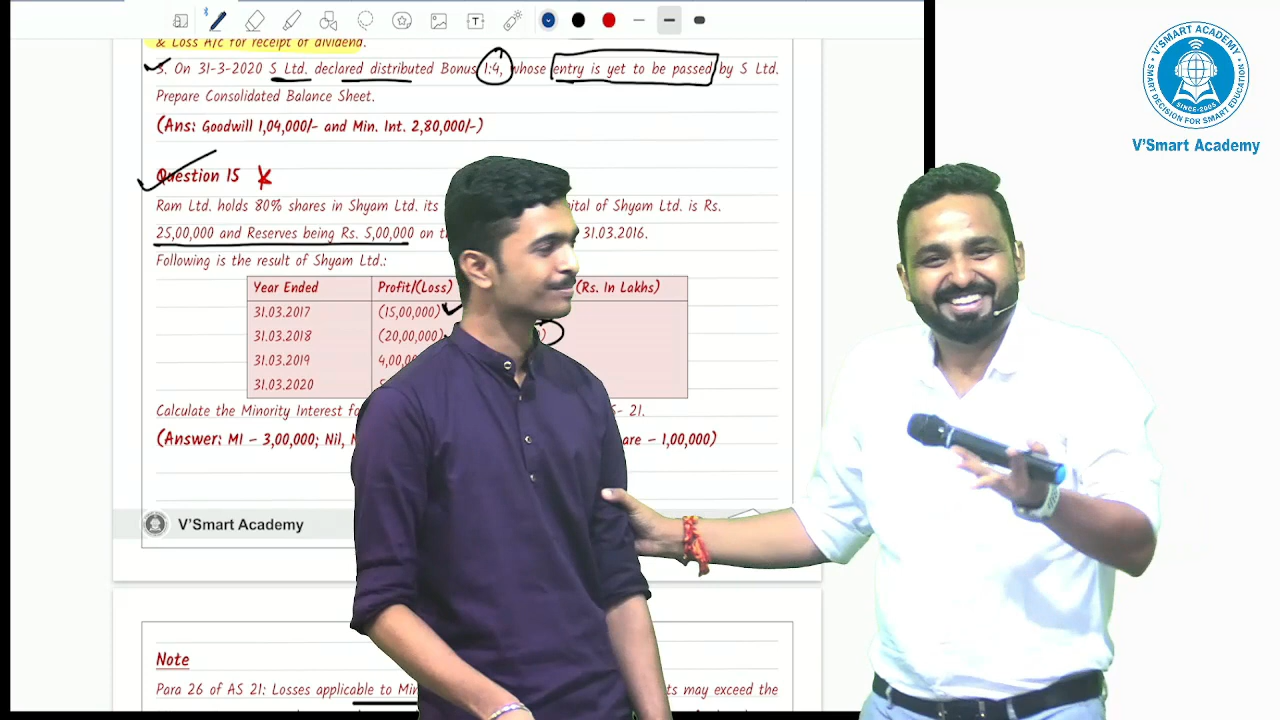 & Loss A/c for receipt of dividend.
3. On 31-3-2020 S Ltd. declared distributed Bonus 1:4, whose entry is yet to be passed by S Ltd.
Prepare Consolidated Balance Sheet.
(Ans: Goodwill 1,04,000/- and Min. Int. 2,80,000/-)
Question 15
Ram Ltd. holds 80% shares in Shyam Ltd. its of Shyam Ltd. is Rs.
25,00,000 and Reserves being Rs. 5,00,000 on 31.03.2016.
Following is the result of Shyam Ltd.:
Year Ended Profit/(Loss) (Rs. In Lakhs)
31.03.2017 (15,00,000)
31.03.2018 (20,00,000)
31.03.2019
31.03.2020
Calculate the Minority Interest - 21.
(Answer: MI – 3,00,000; Nil, – 1,00,000)
V'Smart Academy
Note
Para 26 of AS 21: Losses applicable to may exceed the
V'SMART ACADEMY
SMART DECISION FOR SMART EDUCATION
SINCE-2005
V'Smart Academy
T